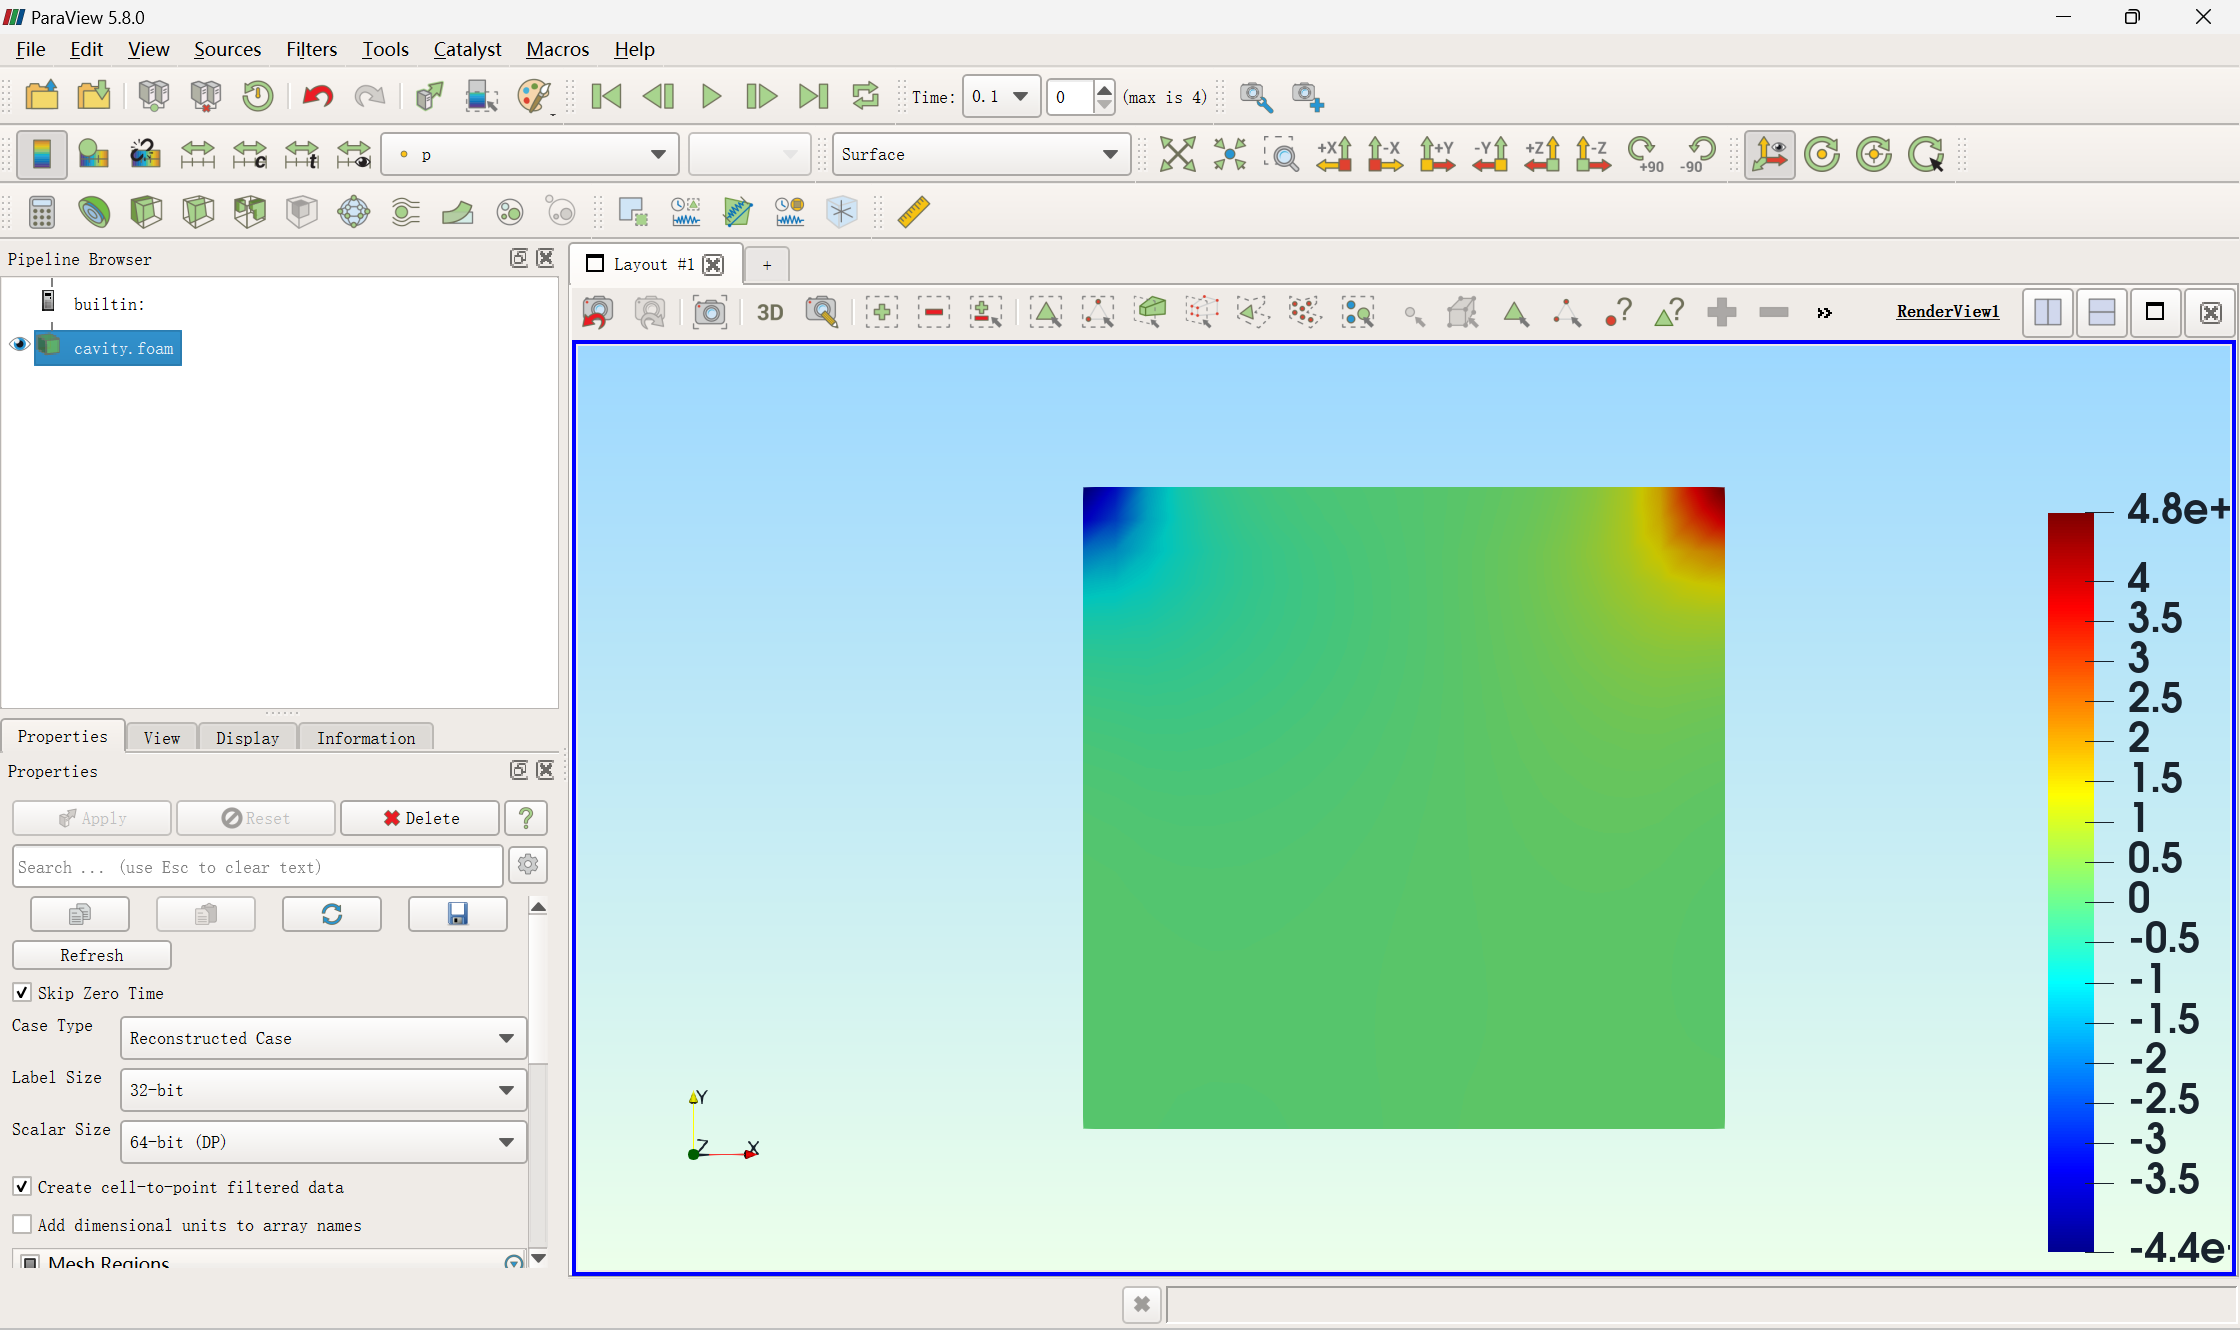 ParaView 5.8.0
File Edit View Sources Filters Tools Catalyst Macros Help
Time: 0.1 0 (max is 4)
c t p Surface +X -X +Y -Y +Z -Z +90 -90
Pipeline Browser
Layout #1 +
builtin:
cavity.foam
3D ? ? » RenderView1
Properties View Display Information
Properties
Apply Reset Delete ?
Search ... (use Esc to clear text)
Refresh
Skip Zero Time
Case Type Reconstructed Case
Label Size 32-bit
Scalar Size 64-bit (DP)
Create cell-to-point filtered data
Add dimensional units to array names
Mesh Regions
4.8e+
4
3.5
3
2.5
2
1.5
1
0.5
0
-0.5
-1
-1.5
-2
-2.5
-3
-3.5
-4.4e
Y
Z X